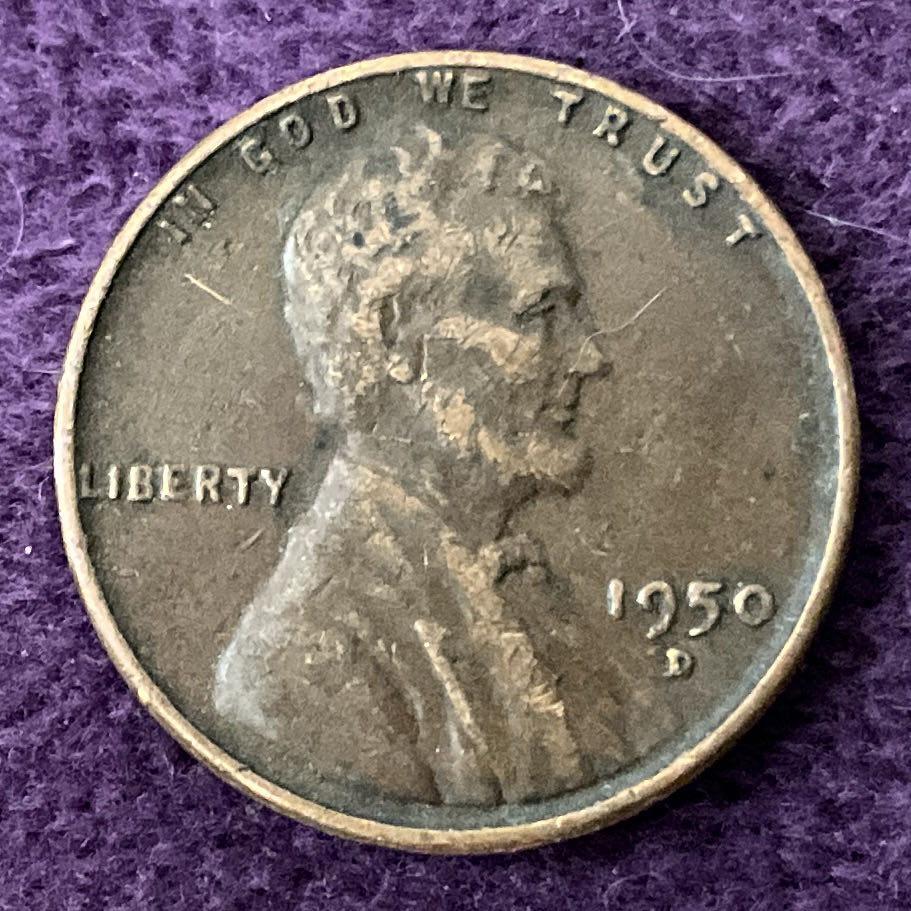 IN GOD WE TRUST
LIBERTY
1950
D